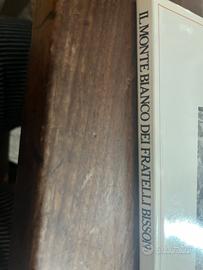 IL MONTE BIANCO DEI FRATELLI BISSON